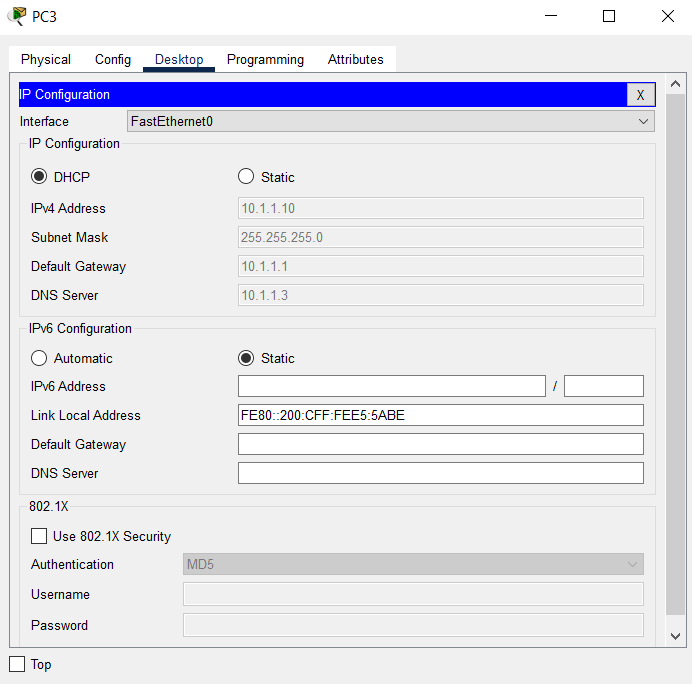 PC3
Physical Config Desktop Programming Attributes
IP Configuration X
Interface FastEthernet0
IP Configuration
DHCP Static
IPv4 Address 10.1.1.10
Subnet Mask 255.255.255.0
Default Gateway 10.1.1.1
DNS Server 10.1.1.3
IPv6 Configuration
Automatic Static
IPv6 Address /
Link Local Address FE80::200:CFF:FEE5:5ABE
Default Gateway
DNS Server
802.1X
Use 802.1X Security
Authentication MD5
Username
Password
Top